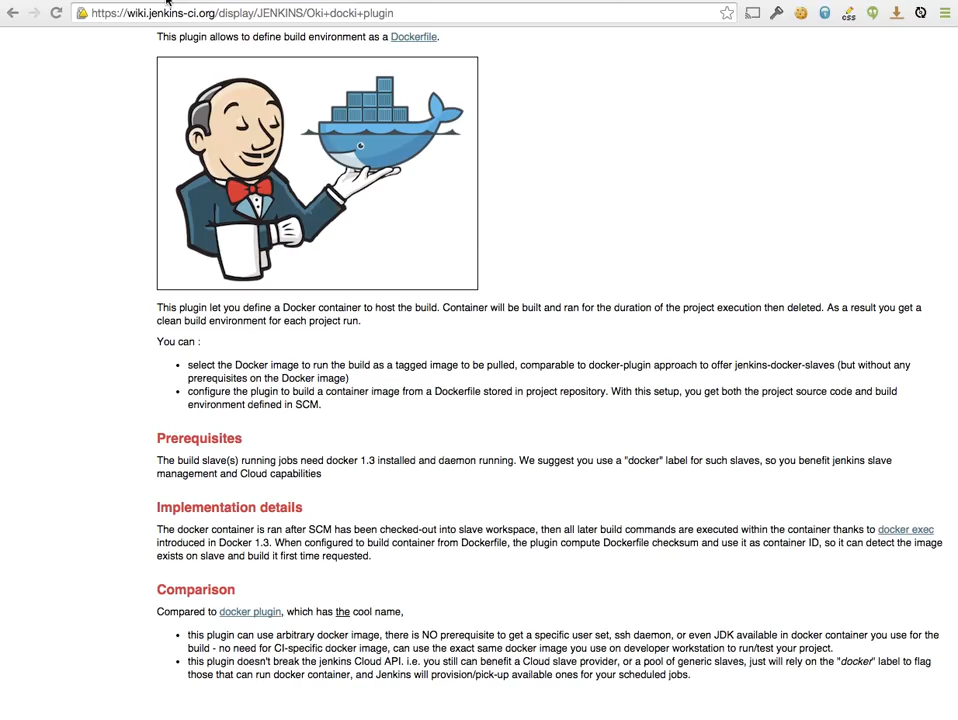 https://wiki.jenkins-ci.org/display/JENKINS/Oki+docki+plugin
css
This plugin allows to define build environment as a Dockerfile.
This plugin let you define a Docker container to host the build. Container will be built and ran for the duration of the project execution then deleted. As a result you get a
clean build environment for each project run.
You can :
• select the Docker image to run the build as a tagged image to be pulled, comparable to docker-plugin approach to offer jenkins-docker-slaves (but without any
prerequisites on the Docker image)
• configure the plugin to build a container image from a Dockerfile stored in project repository. With this setup, you get both the project source code and build
environment defined in SCM.
Prerequisites
The build slave(s) running jobs need docker 1.3 installed and daemon running. We suggest you use a "docker" label for such slaves, so you benefit jenkins slave
management and Cloud capabilities
Implementation details
The docker container is ran after SCM has been checked-out into slave workspace, then all later build commands are executed within the container thanks to docker exec
introduced in Docker 1.3. When configured to build container from Dockerfile, the plugin compute Dockerfile checksum and use it as container ID, so it can detect the image
exists on slave and build it first time requested.
Comparison
Compared to docker plugin, which has the cool name,
• this plugin can use arbitrary docker image, there is NO prerequisite to get a specific user set, ssh daemon, or even JDK available in docker container you use for the
build - no need for CI-specific docker image, can use the exact same docker image you use on developer workstation to run/test your project.
• this plugin doesn't break the jenkins Cloud API. i.e. you still can benefit a Cloud slave provider, or a pool of generic slaves, just will rely on the "docker" label to flag
those that can run docker container, and Jenkins will provision/pick-up available ones for your scheduled jobs.